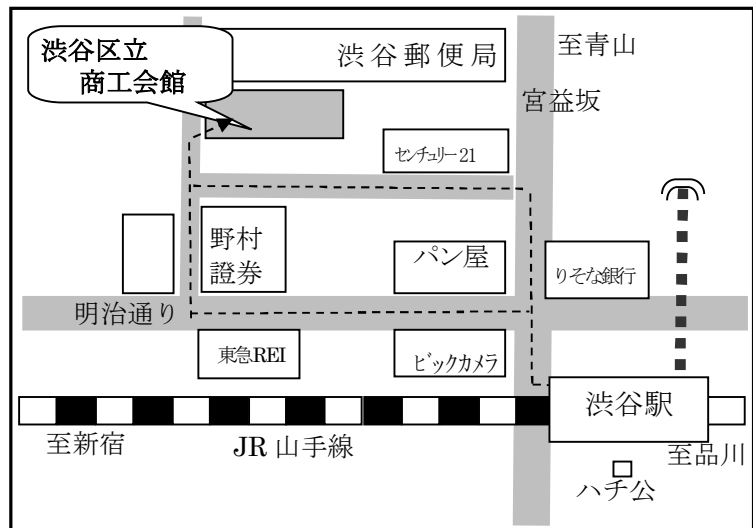 渋谷区立
商工会館
渋谷郵便局
至青山
宮益坂
センチュリー21
野村
證券
パン屋
りそな銀行
明治通り
東急REI
ビックカメラ
渋谷駅
至新宿
JR山手線
至品川
ハチ公